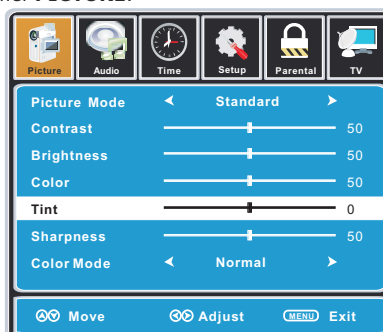 Picture Audio Time Setup Parental TV
Picture Mode Standard
Contrast 50
Brightness 50
Color 50
Tint 0
Sharpness 50
Color Mode Normal
Move Adjust MENU Exit